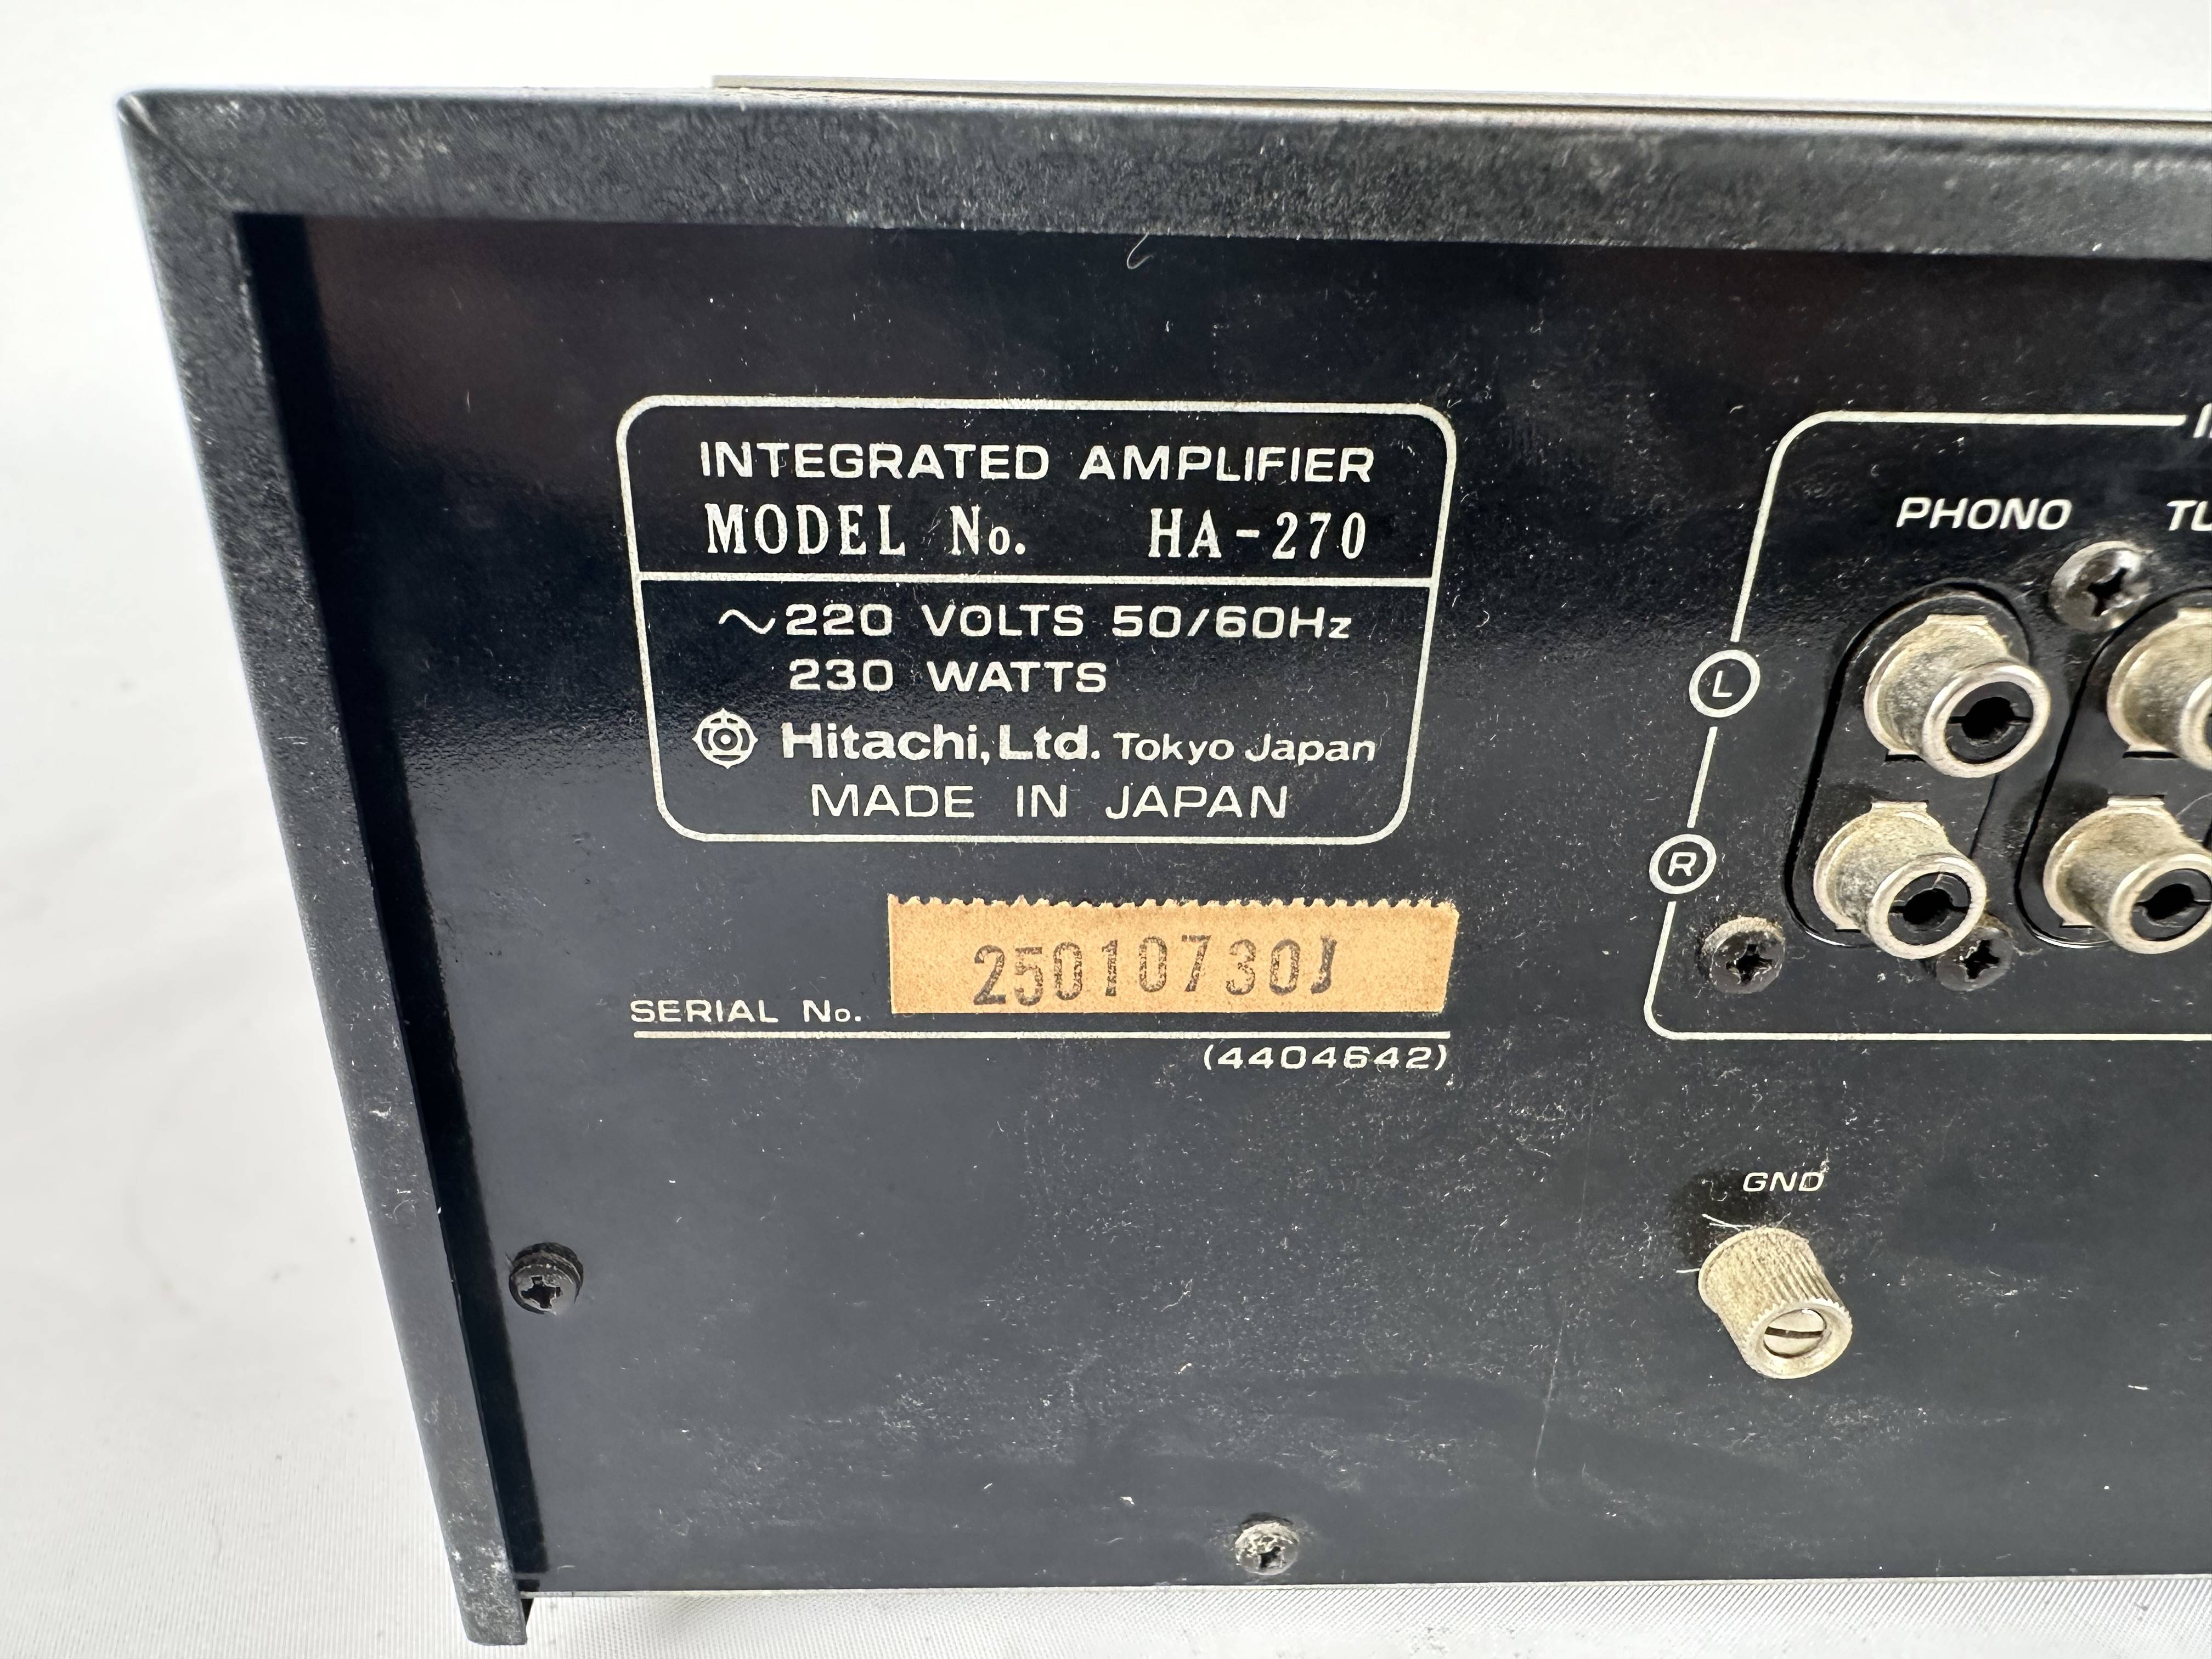 INTEGRATED AMPLIFIER
MODEL No. HA-270
~220 VOLTS 50/60Hz
230 WATTS
Hitachi, Ltd. Tokyo Japan
MADE IN JAPAN
SERIAL No. 25010730J
(4404642)
PHONO
L
R
GND